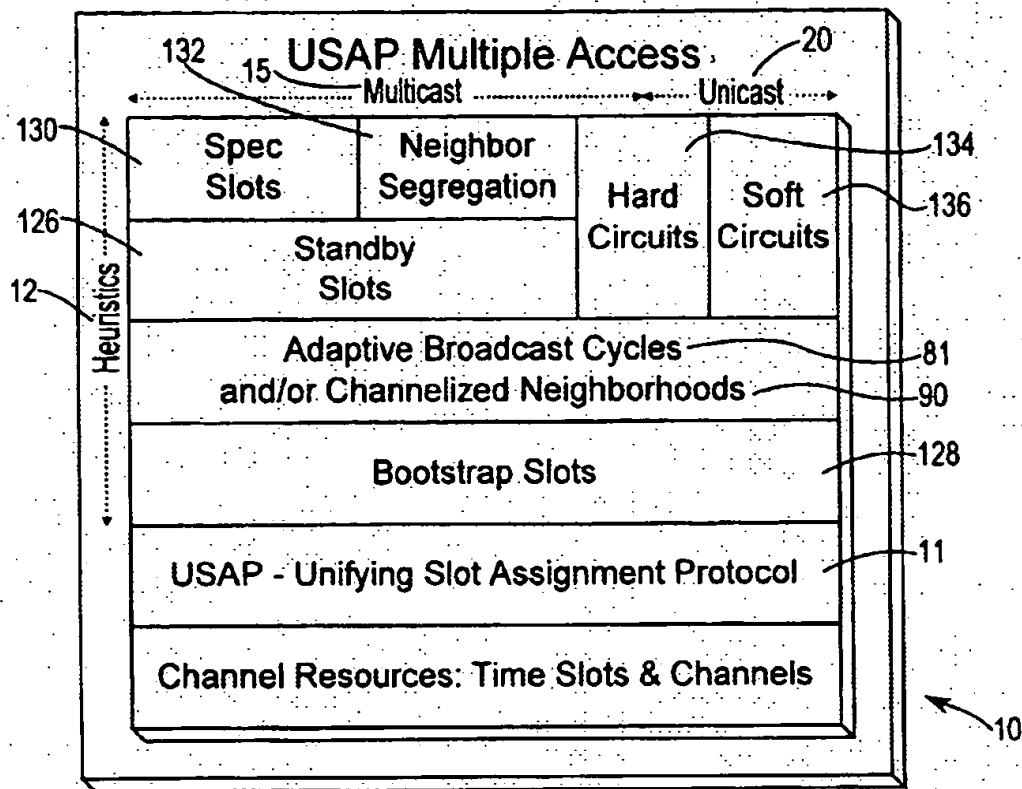 USAP Multiple Access
20
132
15
Multicast
Unicast
130
Spec
Slots
Neighbor
Segregation
134
Hard
Circuits
Soft
Circuits
136
126
Standby
Slots
12
Heuristics
Adaptive Broadcast Cycles
81
and/or Channelized Neighborhoods
90
Bootstrap Slots
128
USAP - Unifying Slot Assignment Protocol
11
Channel Resources: Time Slots & Channels
10